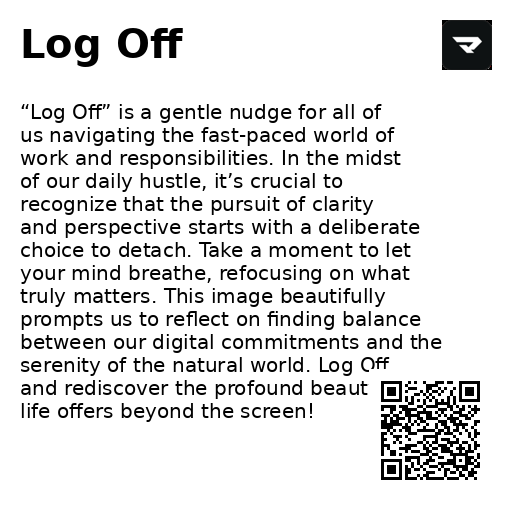 Log Off
“Log Off” is a gentle nudge for all of
us navigating the fast-paced world of
work and responsibilities. In the midst
of our daily hustle, it’s crucial to
recognize that the pursuit of clarity
and perspective starts with a deliberate
choice to detach. Take a moment to let
your mind breathe, refocusing on what
truly matters. This image beautifully
prompts us to reflect on finding balance
between our digital commitments and the
serenity of the natural world. Log Off
and rediscover the profound beaut
life offers beyond the screen!